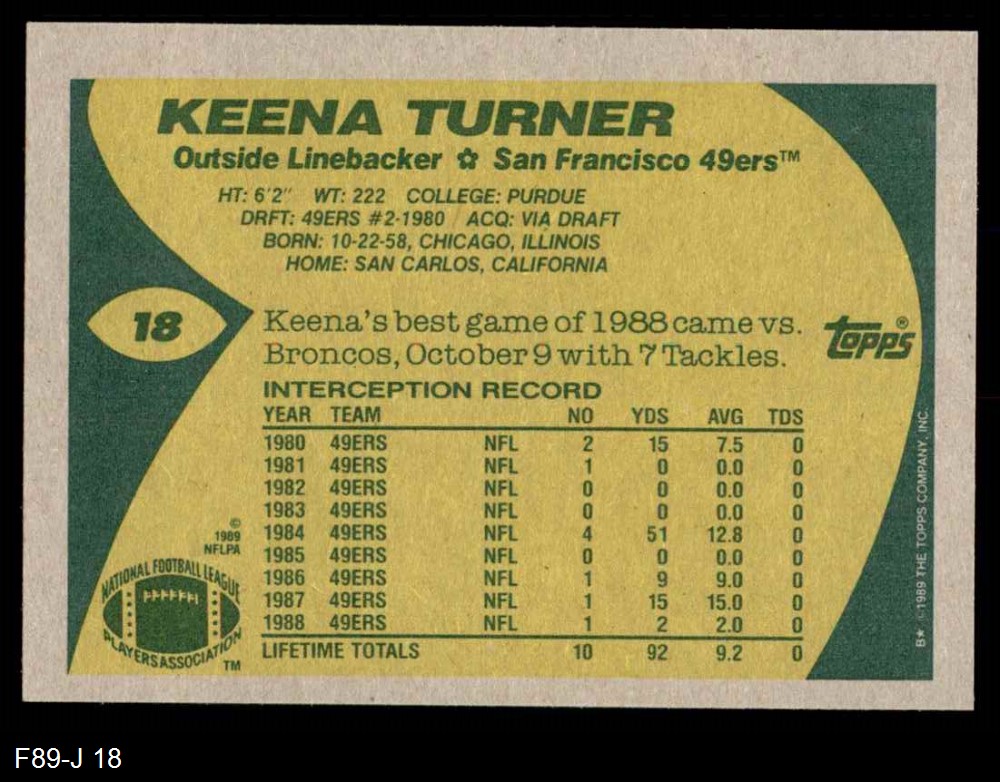 KEENA TURNER
Outside Linebacker ✿ San Francisco 49ers™
HT: 6'2" WT: 222 COLLEGE: PURDUE
DRFT: 49ERS #2-1980 ACQ: VIA DRAFT
BORN: 10-22-58, CHICAGO, ILLINOIS
HOME: SAN CARLOS, CALIFORNIA
18
Keena's best game of 1988 came vs.
Broncos, October 9 with 7 Tackles.
topps®
INTERCEPTION RECORD
YEAR TEAM NO YDS AVG TDS
1980 49ERS NFL 2 15 7.5 0
1981 49ERS NFL 1 0 0.0 0
1982 49ERS NFL 0 0 0.0 0
1983 49ERS NFL 0 0 0.0 0
1984 49ERS NFL 4 51 12.8 0
1985 49ERS NFL 0 0 0.0 0
1986 49ERS NFL 1 9 9.0 0
1987 49ERS NFL 1 15 15.0 0
1988 49ERS NFL 1 2 2.0 0
LIFETIME TOTALS 10 92 9.2 0
©
1989
NFLPA
NATIONAL FOOTBALL LEAGUE
PLAYERS ASSOCIATION
™
B★ ©1989 THE TOPPS COMPANY, INC.
F89-J 18